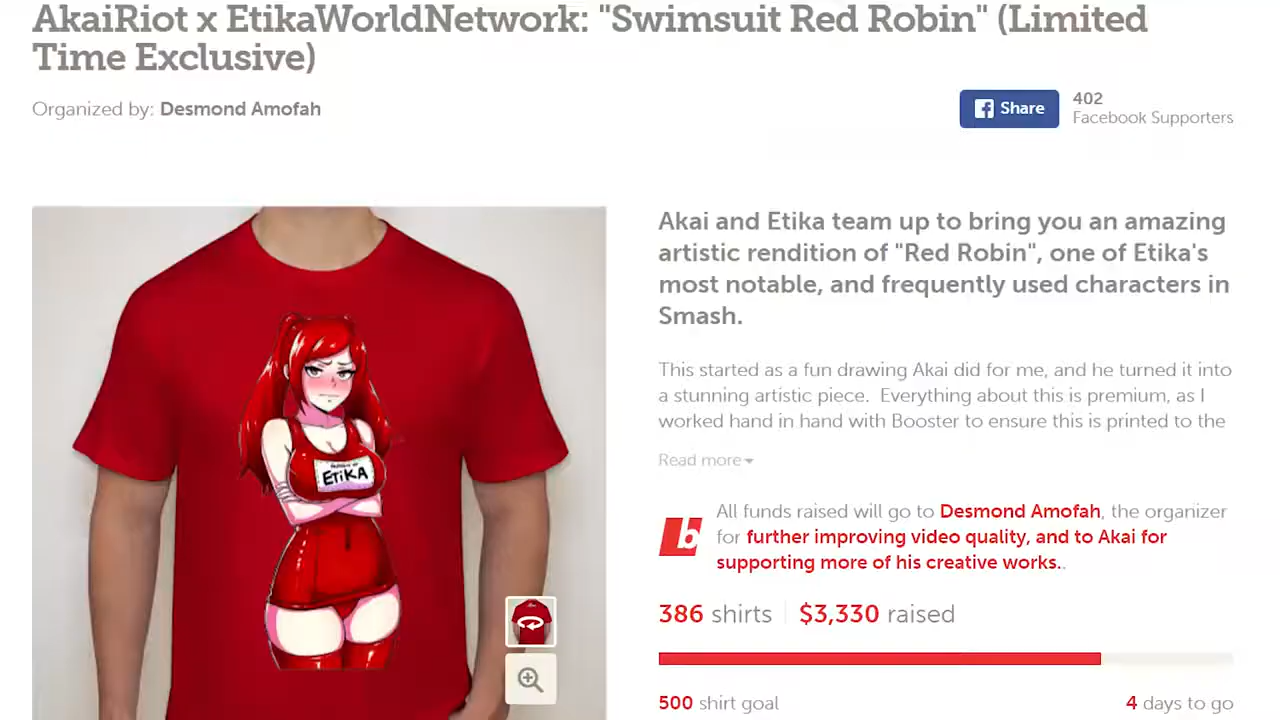 AkaiRiot x EtikaWorldNetwork: "Swimsuit Red Robin" (Limited
Time Exclusive)
Organized by: Desmond Amofah
Share
402
Facebook Supporters
Akai and Etika team up to bring you an amazing
artistic rendition of "Red Robin", one of Etika's
most notable, and frequently used characters in
Smash.
This started as a fun drawing Akai did for me, and he turned it into
a stunning artistic piece.  Everything about this is premium, as I
worked hand in hand with Booster to ensure this is printed to the
Read more
ETIKA
b
All funds raised will go to Desmond Amofah, the organizer
for further improving video quality, and to Akai for
supporting more of his creative works..
386 shirts $3,330 raised
500 shirt goal
4 days to go